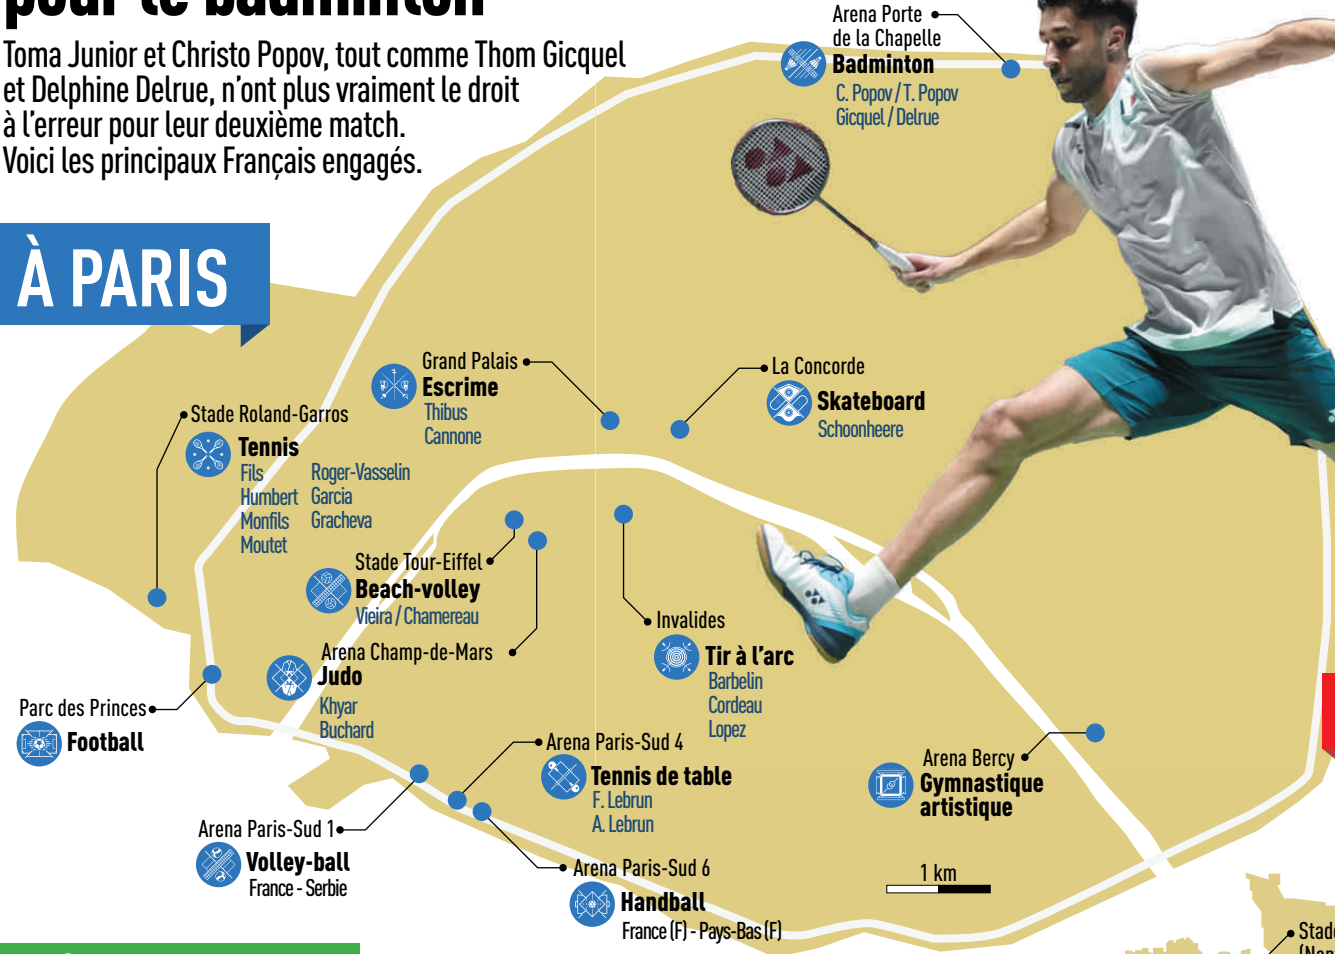 pour le badminton
Toma Junior et Christo Popov, tout comme Thom Gicquel
et Delphine Delrue, n'ont plus vraiment le droit
à l'erreur pour leur deuxième match.
Voici les principaux Français engagés.
À PARIS
Arena Porte
de la Chapelle
Badminton
C. Popov / T. Popov
Gicquel / Delrue
Grand Palais
Escrime
Thibus
Cannone
La Concorde
Skateboard
Schoonheere
Stade Roland-Garros
Tennis
Fils
Humbert
Monfils
Moutet
Roger-Vasselin
Garcia
Gracheva
Stade Tour-Eiffel
Beach-volley
Vieira / Chamereau
Arena Champ-de-Mars
Judo
Khyar
Buchard
Invalides
Tir à l'arc
Barbelin
Cordeau
Lopez
Parc des Princes
Football
Arena Paris-Sud 4
Tennis de table
F. Lebrun
A. Lebrun
Arena Bercy
Gymnastique
artistique
Arena Paris-Sud 1
Volley-ball
France - Serbie
Arena Paris-Sud 6
Handball
France (F) - Pays-Bas (F)
1 km